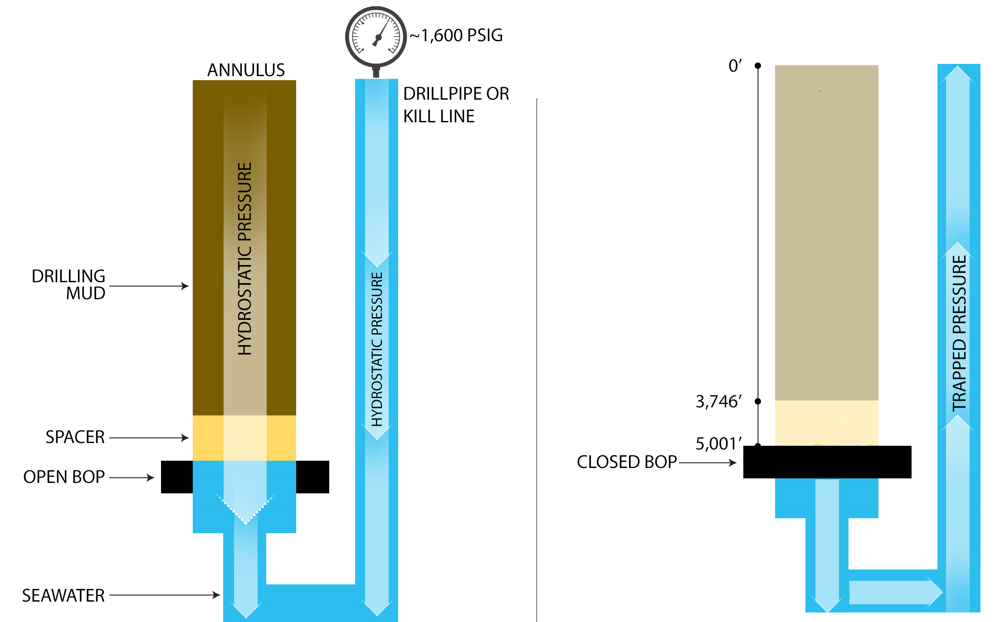 ~1,600 PSIG
ANNULUS
DRILLPIPE OR
KILL LINE
HYDROSTATIC PRESSURE
HYDROSTATIC PRESSURE
DRILLING
MUD
SPACER
OPEN BOP
SEAWATER
0’
3,746’
5,001’
CLOSED BOP
TRAPPED PRESSURE